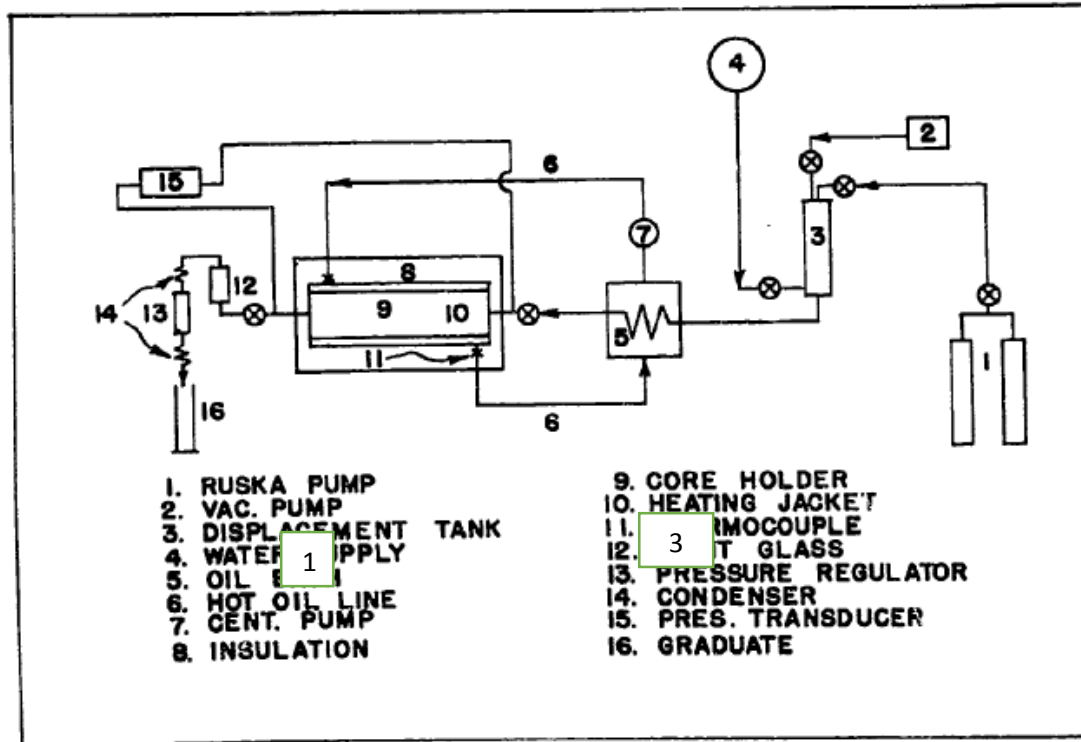 4
2
15
6
3
7
8
12
14
13
9
10
5
11
1
16
6
1. RUSKA PUMP
2. VAC. PUMP
3. DISPLACEMENT TANK
4. WATER SUPPLY
5. OIL
6. HOT OIL LINE
7. CENT. PUMP
8. INSULATION
1
9. CORE HOLDER
10. HEATING JACKET
11. THERMOCOUPLE
12. GLASS
13. PRESSURE REGULATOR
14. CONDENSER
15. PRES. TRANSDUCER
16. GRADUATE
3